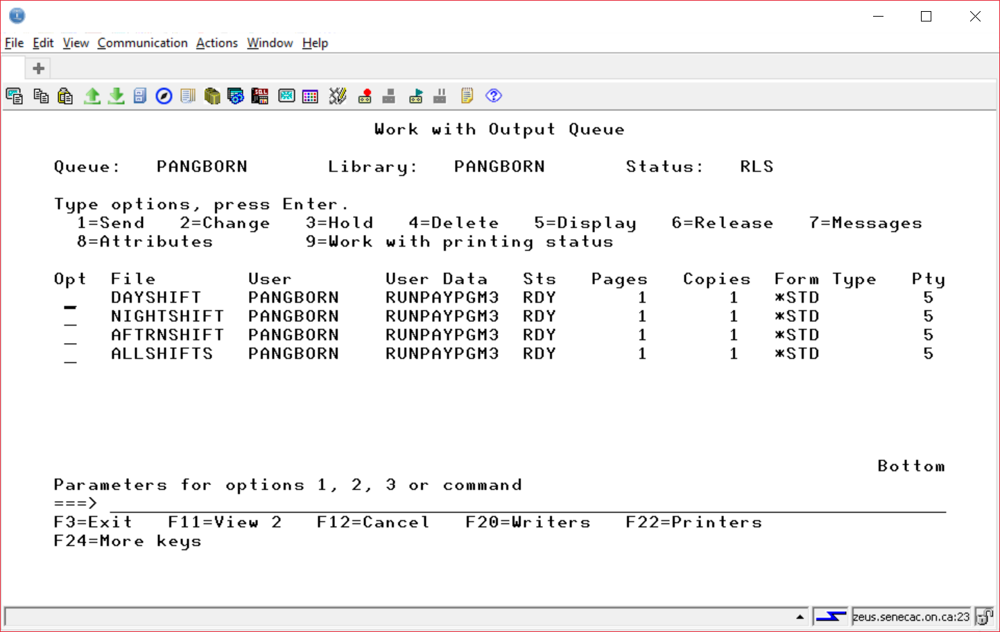 File Edit View Communication Actions Window Help
Work with Output Queue
Queue: PANGBORN Library: PANGBORN Status: RLS
Type options, press Enter.
1=Send 2=Change 3=Hold 4=Delete 5=Display 6=Release 7=Messages
8=Attributes 9=Work with printing status
Opt File User User Data Sts Pages Copies Form Type Pty
_ DAYSHIFT PANGBORN RUNPAYPGM3 RDY 1 1 *STD 5
_ NIGHTSHIFT PANGBORN RUNPAYPGM3 RDY 1 1 *STD 5
_ AFTRNSHIFT PANGBORN RUNPAYPGM3 RDY 1 1 *STD 5
_ ALLSHIFTS PANGBORN RUNPAYPGM3 RDY 1 1 *STD 5
Bottom
Parameters for options 1, 2, 3 or command
===>
F3=Exit F11=View 2 F12=Cancel F20=Writers F22=Printers
F24=More keys
zeus.senecac.on.ca:23